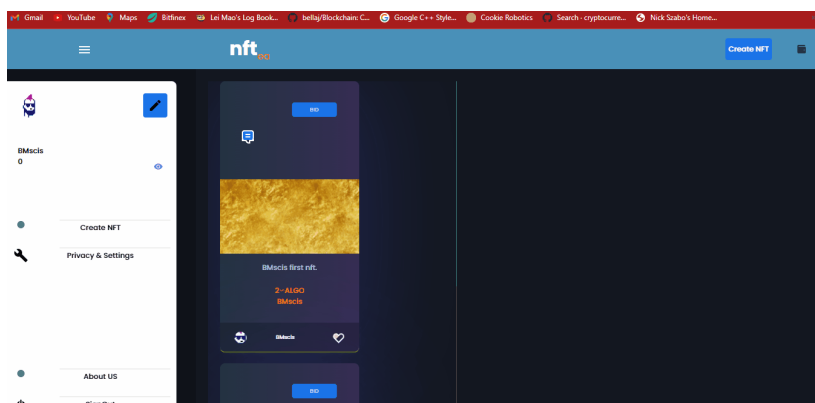 Gmail YouTube Maps Bitfinex Lei Mao's Log Book... bellaj/Blockchain: C... Google C++ Style... Cookie Robotics Search · cryptocurre... Nick Szabo's Home...
nft
Create NFT
BID
BMscis
0
Create NFT
Privacy & Settings
BMscis first nft.
2-ALGO
BMscis
BMscis
About US
BID